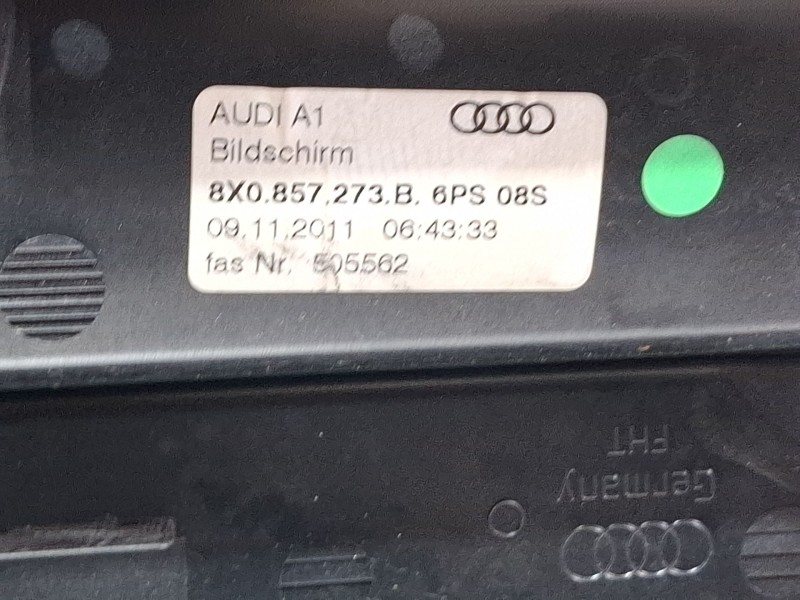 AUDI A1
Bildschirm
8X0.857.273.B. 6PS 08S
09.11.2011 06:43:33
fas Nr. 505562
FHT
Germany